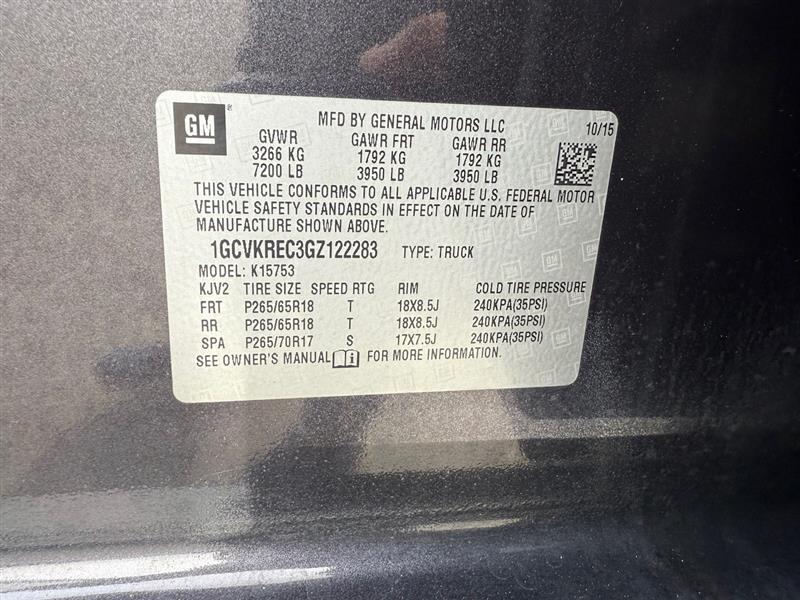 GM
MFD BY GENERAL MOTORS LLC 10/15
GVWR GAWR FRT GAWR RR
3266 KG 1792 KG 1792 KG
7200 LB 3950 LB 3950 LB
THIS VEHICLE CONFORMS TO ALL APPLICABLE U.S. FEDERAL MOTOR
VEHICLE SAFETY STANDARDS IN EFFECT ON THE DATE OF
MANUFACTURE SHOWN ABOVE.
1GCVKREC3GZ122283 TYPE: TRUCK
MODEL: K15753
KJV2 TIRE SIZE SPEED RTG RIM COLD TIRE PRESSURE
FRT P265/65R18 T 18X8.5J 240KPA(35PSI)
RR P265/65R18 T 18X8.5J 240KPA(35PSI)
SPA P265/70R17 S 17X7.5J 240KPA(35PSI)
SEE OWNER'S MANUAL FOR MORE INFORMATION.